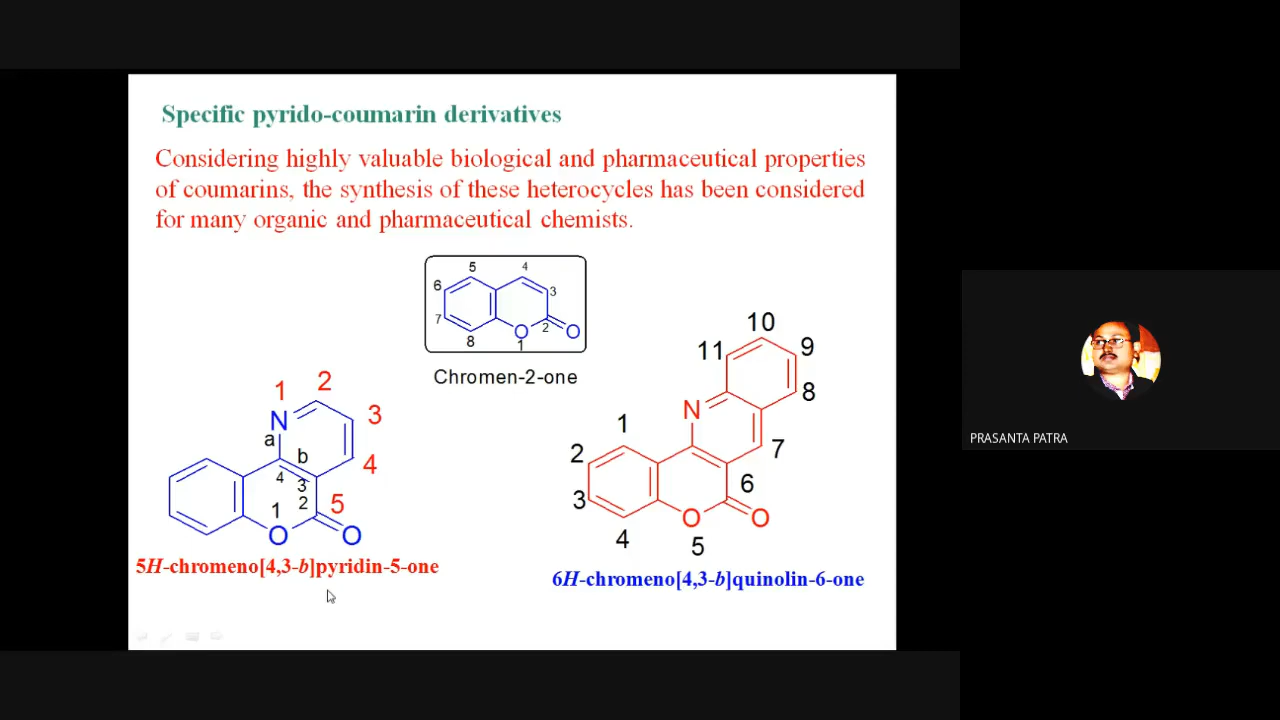 Specific pyrido-coumarin derivatives
Considering highly valuable biological and pharmaceutical properties
of coumarins, the synthesis of these heterocycles has been considered
for many organic and pharmaceutical chemists.
5
4
6
3
7
2
O
8
O
1
Chromen-2-one
1
2
N
3
a
b
4
4
3
2
5
1
O
O
5H-chromeno[4,3-b]pyridin-5-one
10
11
9
N
8
1
7
2
6
3
O
O
4
5
6H-chromeno[4,3-b]quinolin-6-one
PRASANTA PATRA